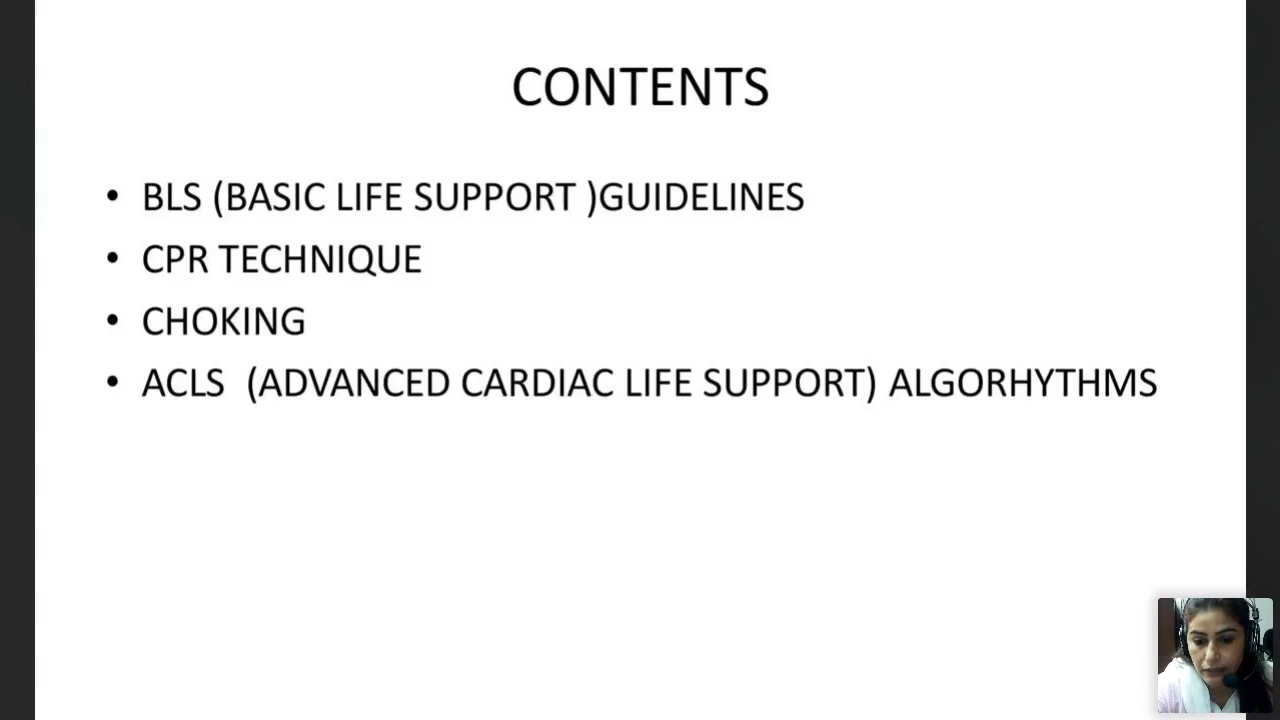 CONTENTS
• BLS (BASIC LIFE SUPPORT )GUIDELINES
• CPR TECHNIQUE
• CHOKING
• ACLS  (ADVANCED CARDIAC LIFE SUPPORT) ALGORHYTHMS